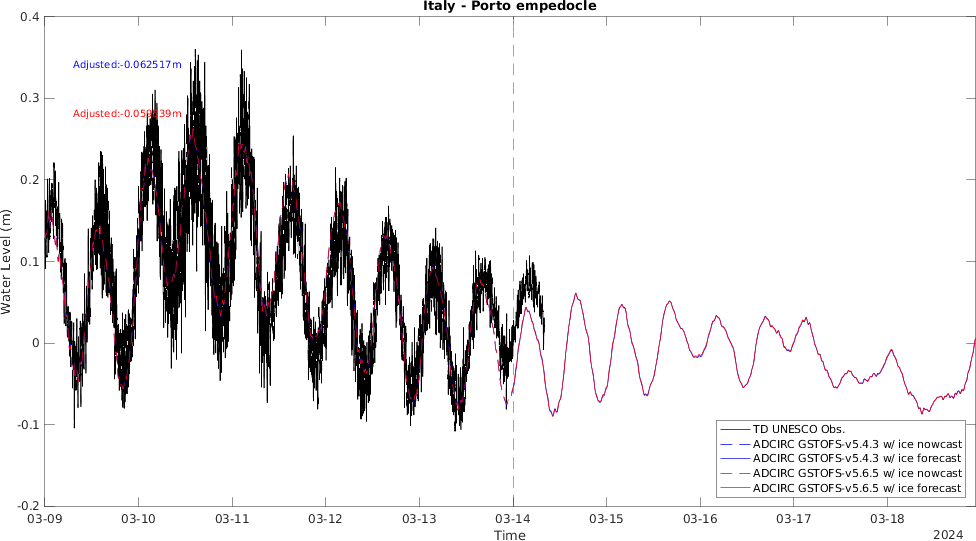 Italy - Porto empedocle
0.4
0.3
0.2
0.1
0
-0.1
-0.2
Water Level (m)
Adjusted:-0.062517m
03-09
03-10
03-11
03-12
03-13
03-14
03-15
03-16
03-17
03-18
Time
2024
TD UNESCO Obs.
ADCIRC GSTOFS-v5.4.3 w/ ice nowcast
ADCIRC GSTOFS-v5.4.3 w/ ice forecast
ADCIRC GSTOFS-v5.6.5 w/ ice nowcast
ADCIRC GSTOFS-v5.6.5 w/ ice forecast